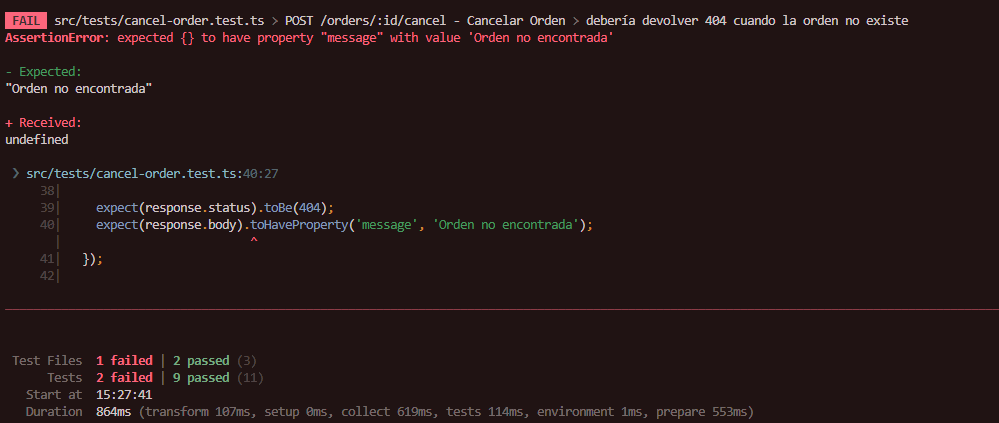 FAIL src/tests/cancel-order.test.ts > POST /orders/:id/cancel - Cancelar Orden > debería devolver 404 cuando la orden no existe
AssertionError: expected {} to have property "message" with value 'Orden no encontrada'
- Expected:
"Orden no encontrada"
+ Received:
undefined
❯ src/tests/cancel-order.test.ts:40:27
38|
39| expect(response.status).toBe(404);
40| expect(response.body).toHaveProperty('message', 'Orden no encontrada');
| ^
41| });
42|
Test Files 1 failed | 2 passed (3)
Tests 2 failed | 9 passed (11)
Start at 15:27:41
Duration 864ms (transform 107ms, setup 0ms, collect 619ms, tests 114ms, environment 1ms, prepare 553ms)